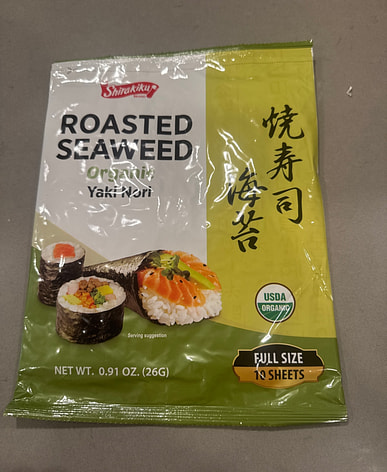 Shirakiku
ROASTED
SEAWEED
Organic
Yaki Nori
焼寿司
海苔
USDA
ORGANIC
Serving suggestion
NET WT. 0.91 OZ. (26G)
FULL SIZE
10 SHEETS